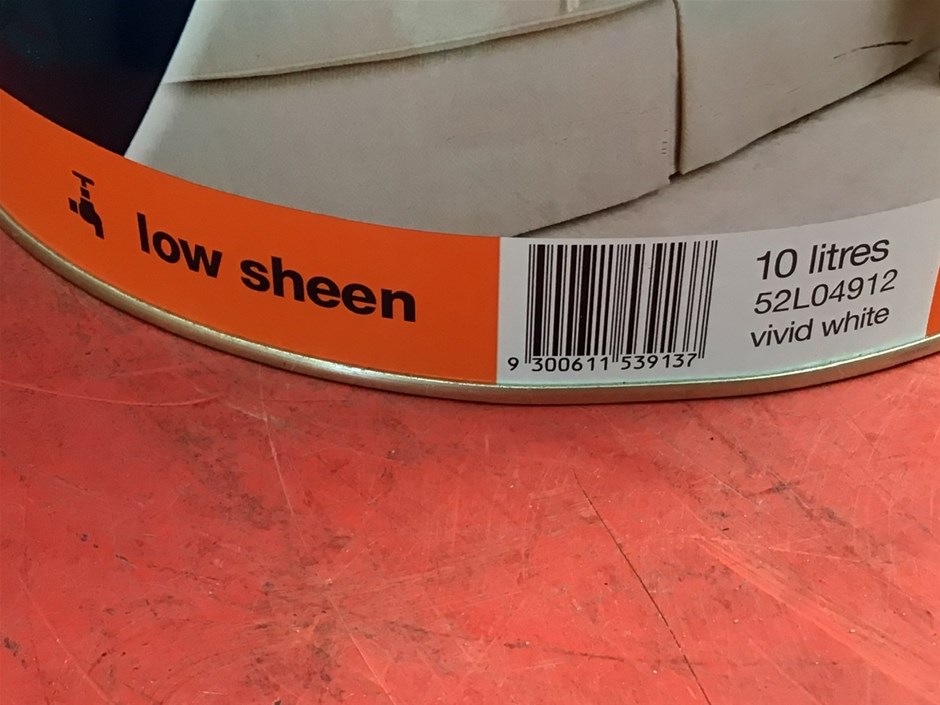 low sheen
10 litres
52L04912
vivid white
9 300611 539137